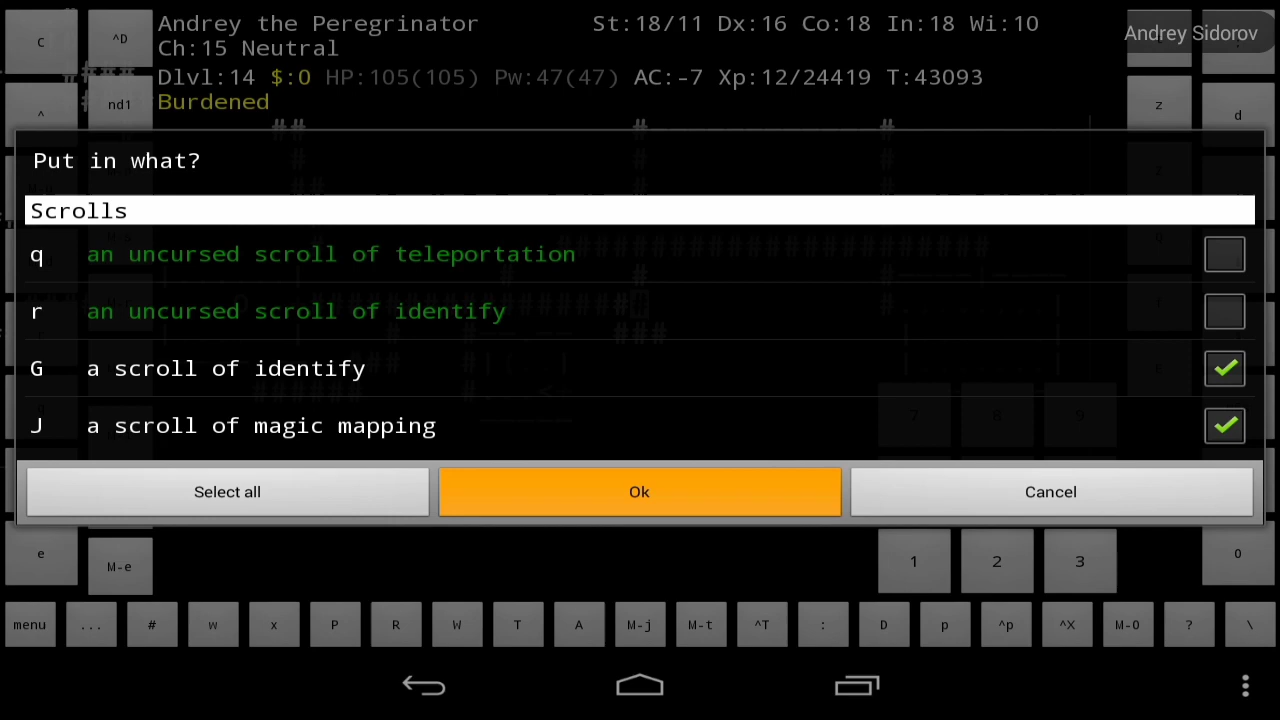 Andrey the Peregrinator St:18/11 Dx:16 Co:18 In:18 Wi:10
Ch:15 Neutral
Dlvl:14 $:0 HP:105(105) Pw:47(47) AC:-7 Xp:12/24419 T:43093
Burdened
Andrey Sidorov
c
^D
^
nd1
z
d
Put in what?
Scrolls
q an uncursed scroll of teleportation
r an uncursed scroll of identify
G a scroll of identify
J a scroll of magic mapping
7 8 9
Select all Ok Cancel
e
M-e
1 2 3
0
menu ... # w x P R W T A M-j M-t ^T : D p ^p ^X M-O ? \